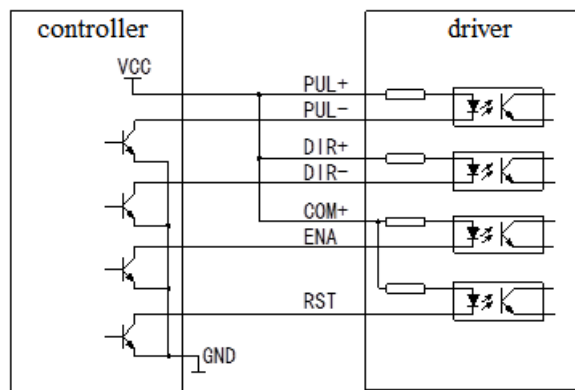 controller
driver
VCC
PUL+
PUL-
DIR+
DIR-
COM+
ENA
RST
GND